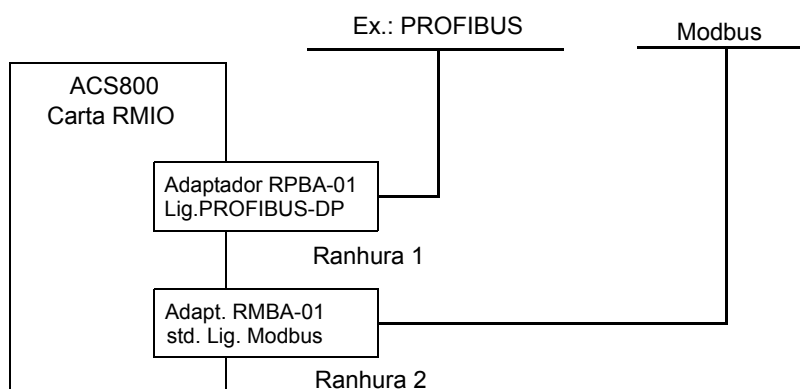 Ex.: PROFIBUS
Modbus
ACS800
Carta RMIO
Adaptador RPBA-01
Lig.PROFIBUS-DP
Ranhura 1
Adapt. RMBA-01
std. Lig. Modbus
Ranhura 2